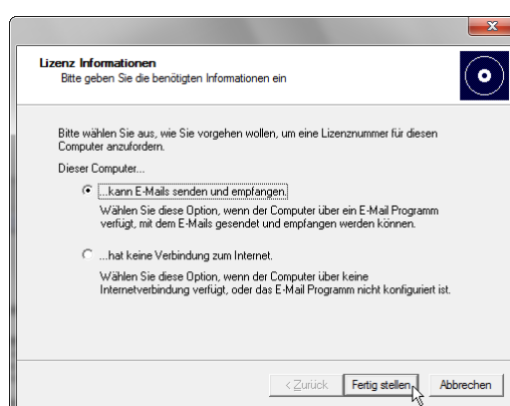 Lizenz Informationen
Bitte geben Sie die benötigten Informationen ein
Bitte wählen Sie aus, wie Sie vorgehen wollen, um eine Lizenznummer für diesen
Computer anzufordern.
Dieser Computer...
...kann E-Mails senden und empfangen.
Wählen Sie diese Option, wenn der Computer über ein E-Mail Programm
verfügt, mit dem E-Mails gesendet und empfangen werden können.
...hat keine Verbindung zum Internet.
Wählen Sie diese Option, wenn der Computer über keine
Internetverbindung verfügt, oder das E-Mail Programm nicht konfiguriert ist.
< Zurück Fertig stellen Abbrechen